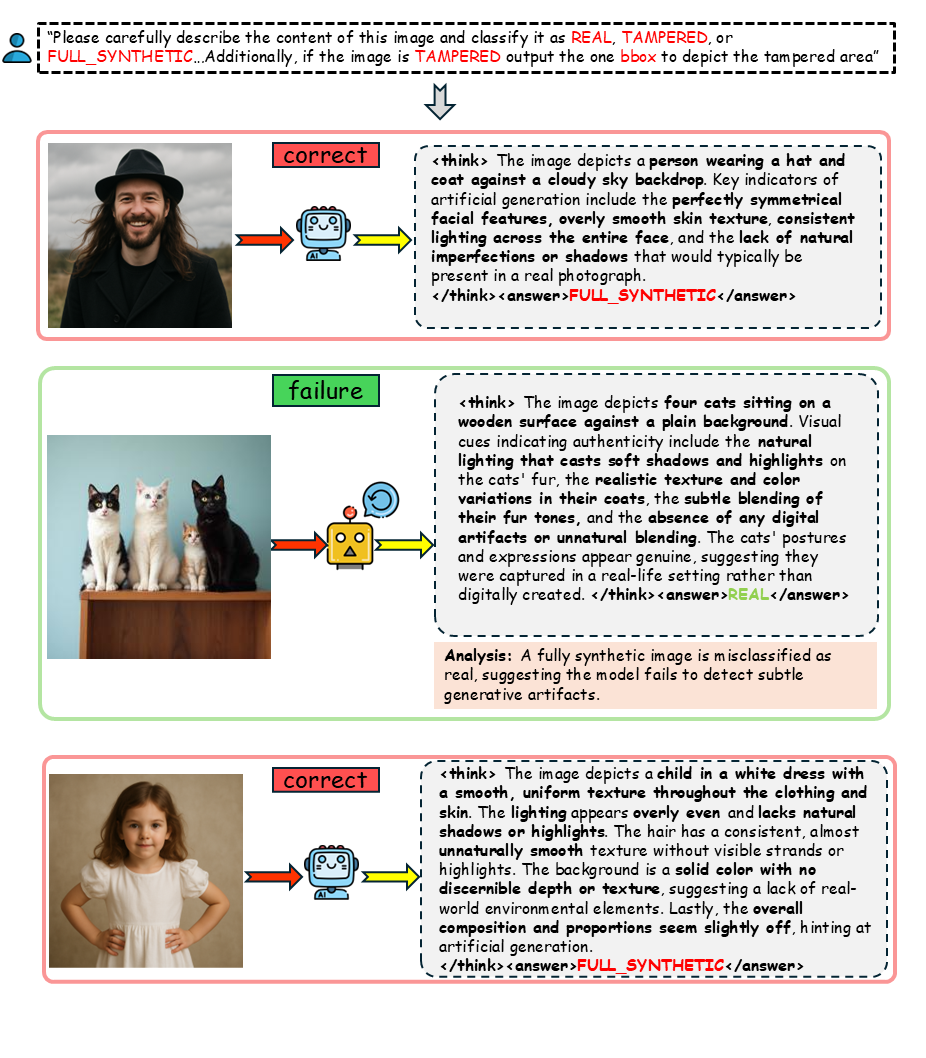 “Please carefully describe the content of this image and classify it as REAL, TAMPERED, or
FULL_SYNTHETIC...Additionally, if the image is TAMPERED output the one bbox to depict the tampered area”
correct
<think> The image depicts a person wearing a hat and
coat against a cloudy sky backdrop. Key indicators of
artificial generation include the perfectly symmetrical
facial features, overly smooth skin texture, consistent
lighting across the entire face, and the lack of natural
imperfections or shadows that would typically be
present in a real photograph.
</think><answer>FULL_SYNTHETIC</answer>
AI
failure
<think> The image depicts four cats sitting on a
wooden surface against a plain background. Visual
cues indicating authenticity include the natural
lighting that casts soft shadows and highlights on
the cats' fur, the realistic texture and color
variations in their coats, the subtle blending of
their fur tones, and the absence of any digital
artifacts or unnatural blending. The cats' postures
and expressions appear genuine, suggesting they
were captured in a real-life setting rather than
digitally created. </think><answer>REAL</answer>
Analysis: A fully synthetic image is misclassified as
real, suggesting the model fails to detect subtle
generative artifacts.
correct
<think> The image depicts a child in a white dress with
a smooth, uniform texture throughout the clothing and
skin. The lighting appears overly even and lacks natural
shadows or highlights. The hair has a consistent, almost
unnaturally smooth texture without visible strands or
highlights. The background is a solid color with no
discernible depth or texture, suggesting a lack of real-
world environmental elements. Lastly, the overall
composition and proportions seem slightly off, hinting at
artificial generation.
</think><answer>FULL_SYNTHETIC</answer>
AI